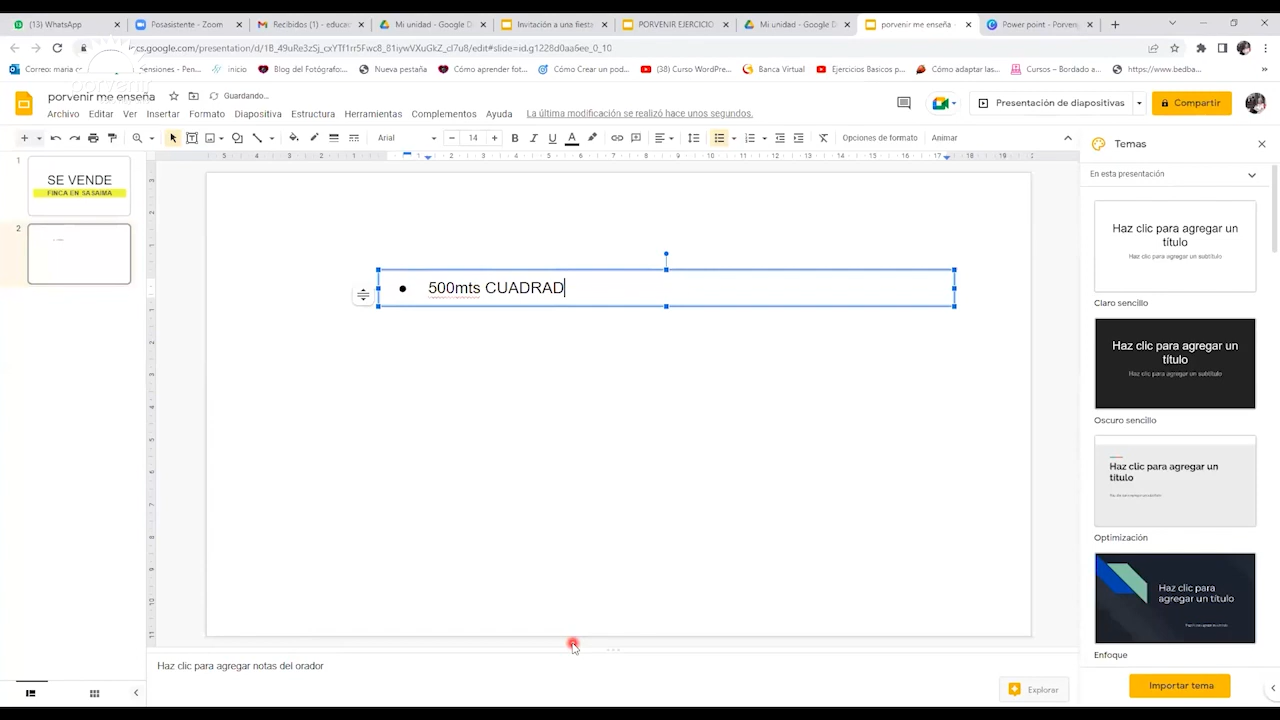 (13) WhatsApp
Posasistente - Zoom
Recibidos (1) - educa
Mi unidad - Google D
Invitación a una fiesta
PORVENIR EJERCICIO
Mi unidad - Google D
porvenir me enseña -
Power point - Porveni
cs.google.com/presentation/d/1B_49uRe3zSj_cxYTf1rr5Fwc8_81iywVXuGkZ_cI7u8/edit#slide=id.g1228d0aa6ee_0_10
Correo: maria c
ensiones - Pen...
inicio
Blog del Fotógrafo:...
Nueva pestaña
Cómo aprender fot...
Cómo Crear un pod...
(38) Curso WordPre...
Banca Virtual
Ejercicios Basicos p...
Cómo adaptar las...
Cursos – Bordado a...
https://www.bedba...
porvenir me enseña
Guardando...
Archivo Editar Ver Insertar Formato Diapositiva Estructura Herramientas Complementos Ayuda
La última modificación se realizó hace unos segundos.
Presentación de diapositivas
Compartir
Arial
14
Opciones de formato
Animar
Temas
En esta presentación
1
SE VENDE
FINCA EN SASAIMA
2
• 500mts CUADRAD
Haz clic para agregar un
título
Haz clic para agregar un subtítulo
Claro sencillo
Haz clic para agregar un
título
Haz clic para agregar un subtítulo
Oscuro sencillo
Haz clic para agregar un
título
Optimización
Haz clic para
agregar un título
Enfoque
Importar tema
Haz clic para agregar notas del orador
Explorar